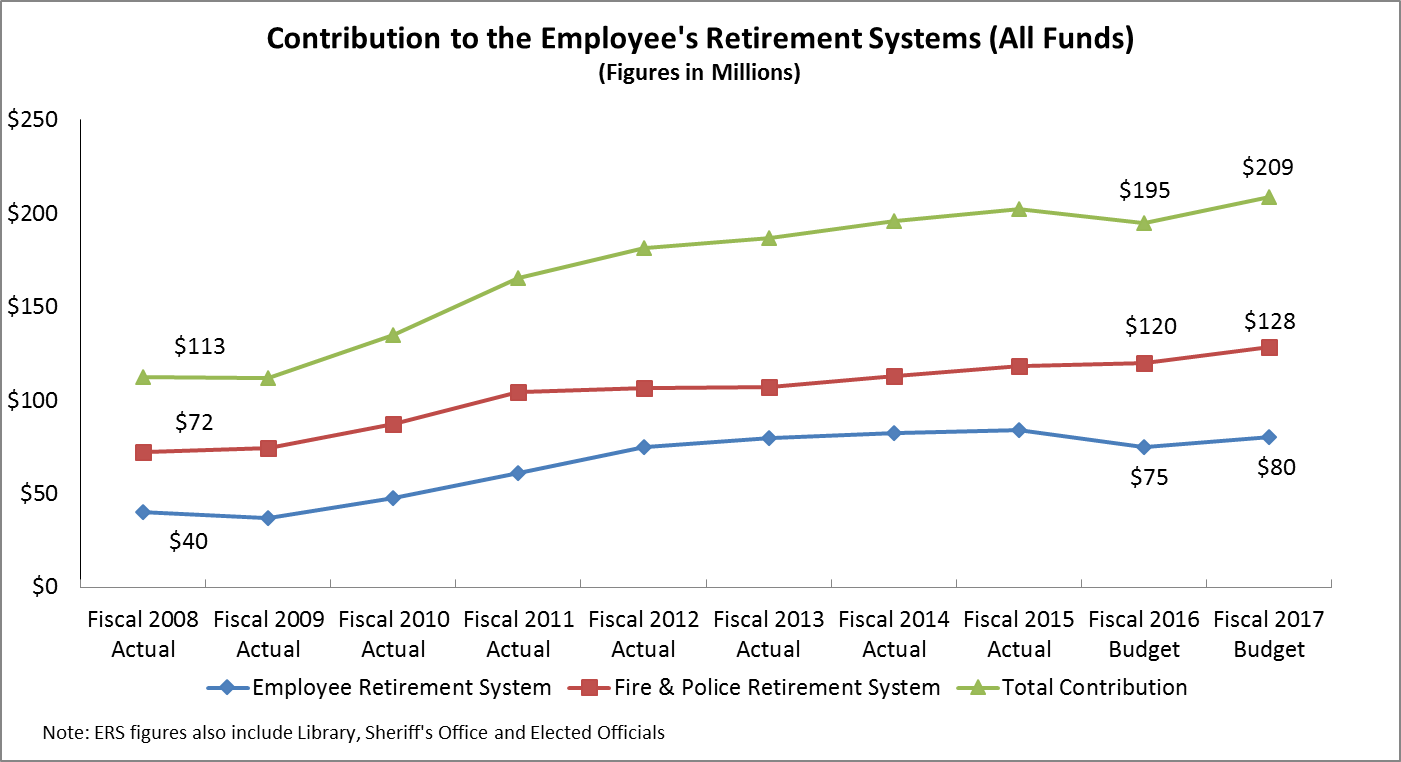 Contribution to the Employee's Retirement Systems (All Funds)
(Figures in Millions)
$250
$200
$150
$100
$50
$0
$113
$195
$209
$72
$120
$128
$40
$75
$80
Fiscal 2008 Actual
Fiscal 2009 Actual
Fiscal 2010 Actual
Fiscal 2011 Actual
Fiscal 2012 Actual
Fiscal 2013 Actual
Fiscal 2014 Actual
Fiscal 2015 Actual
Fiscal 2016 Budget
Fiscal 2017 Budget
Employee Retirement System
Fire & Police Retirement System
Total Contribution
Note: ERS figures also include Library, Sheriff's Office and Elected Officials